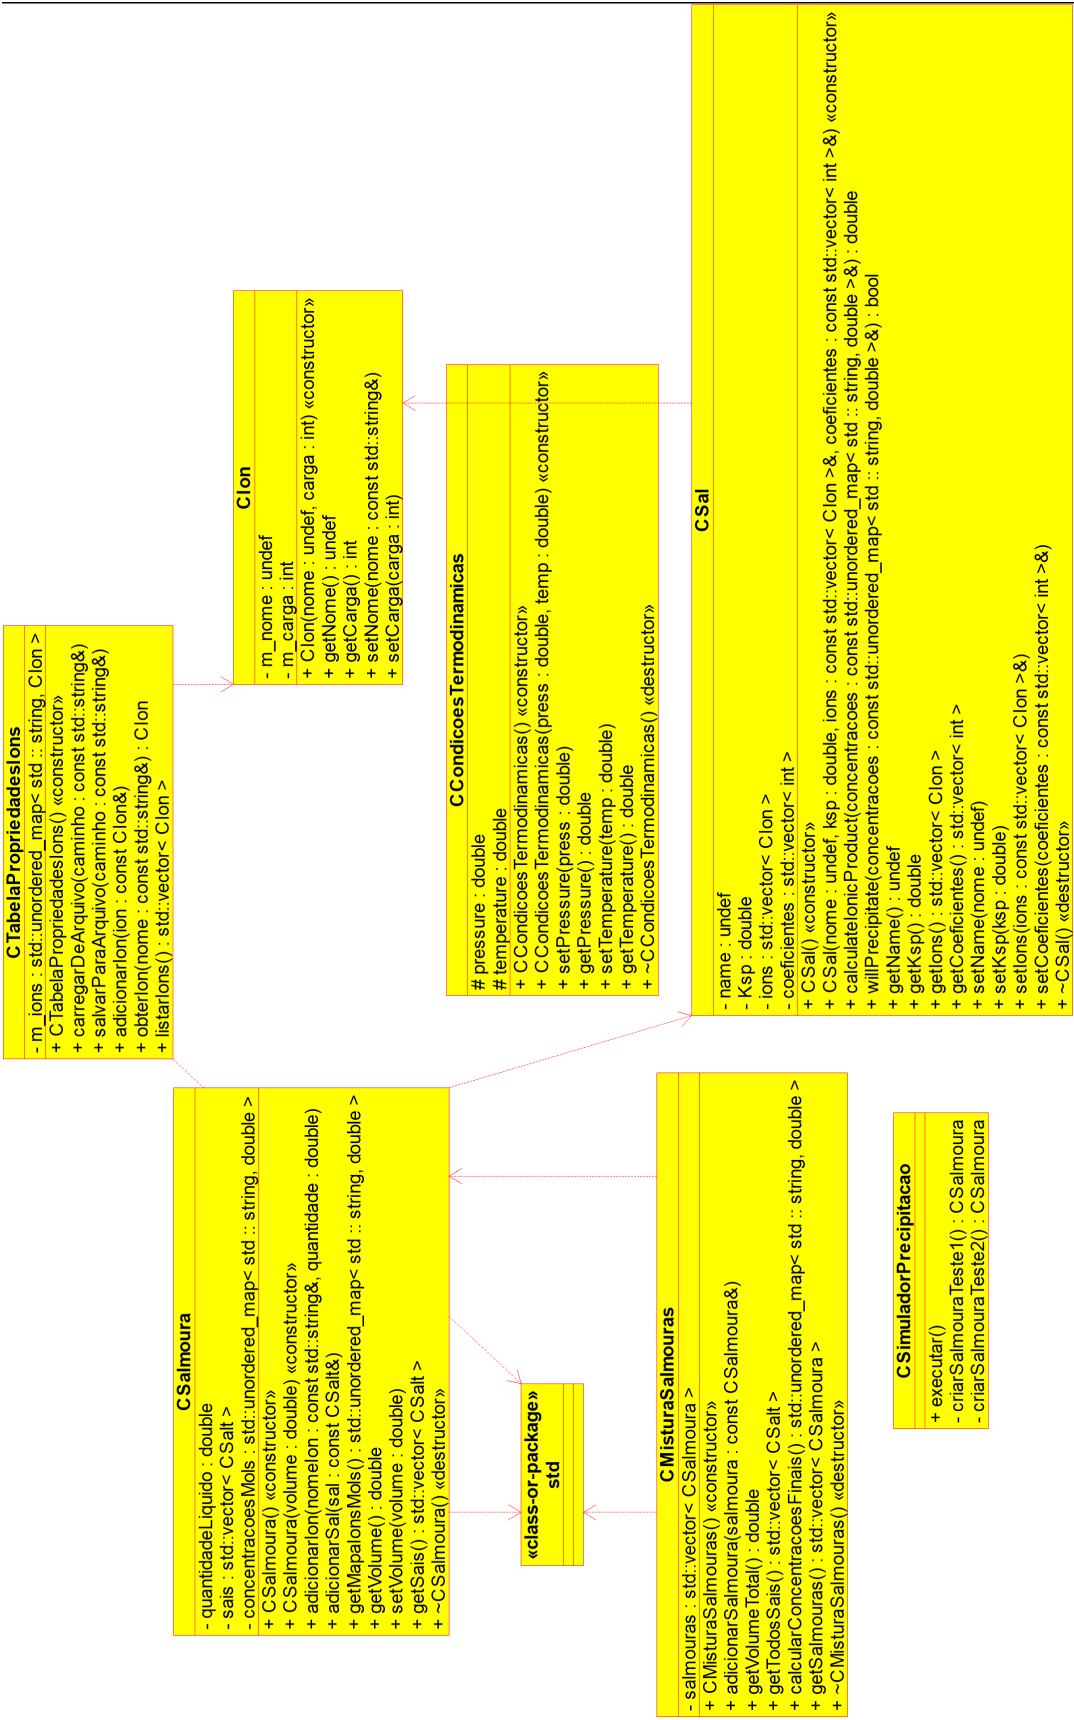 CTabelaPropriedadesIons
- m_ions : std::unordered_map< std :: string, CIon >
+ CTabelaPropriedadesIons() «constructor»
+ carregarDeArquivo(caminho : const std::string&)
+ salvarParaArquivo(caminho : const std::string&)
+ adicionarIon(ion : const CIon&)
+ obterIon(nome : const std::string&) : CIon
+ listarIons() : std::vector< CIon >
CIon
- m_nome : undef
- m_carga : int
+ CIon(nome : undef, carga : int) «constructor»
+ getNome() : undef
+ getCarga() : int
+ setNome(nome : const std::string&)
+ setCarga(carga : int)
CCondicoesTermodinamicas
# pressure : double
# temperature : double
+ CCondicoesTermodinamicas() «constructor»
+ CCondicoesTermodinamicas(press : double, temp : double) «constructor»
+ setPressure(press : double)
+ getPressure() : double
+ setTemperature(temp : double)
+ getTemperature() : double
+ ~CCondicoesTermodinamicas() «destructor»
CSal
- name : undef
- Ksp : double
- ions : std::vector< CIon >
- coeficientes : std::vector< int >
+ CSal() «constructor»
+ CSal(nome : undef, ksp : double, ions : const std::vector< CIon >&, coeficientes : const std::vector< int >&) «constructor»
+ calculateIonicProduct(concentracoes : const std::unordered_map< std :: string, double >&) : double
+ willPrecipitate(concentracoes : const std::unordered_map< std :: string, double >&) : bool
+ getName() : undef
+ getKsp() : double
+ getIons() : std::vector< CIon >
+ getCoeficientes() : std::vector< int >
+ setName(nome : undef)
+ setKsp(ksp : double)
+ setIons(ions : const std::vector< CIon >&)
+ setCoeficientes(coeficientes : const std::vector< int >&)
+ ~CSal() «destructor»
CSalmoura
- quantidadeLiquido : double
- sais : std::vector< CSalt >
- concentracoesMols : std::unordered_map< std :: string, double >
+ CSalmoura() «constructor»
+ CSalmoura(volume : double) «constructor»
+ adicionarIon(nomeIon : const std::string&, quantidade : double)
+ adicionarSal(sal : const CSalt&)
+ getMapaIonsMols() : std::unordered_map< std :: string, double >
+ getVolume() : double
+ setVolume(volume : double)
+ getSais() : std::vector< CSalt >
+ ~CSalmoura() «destructor»
«class-or-package»
std
CMisturaSalmouras
- salmouras : std::vector< CSalmoura >
+ CMisturaSalmouras() «constructor»
+ adicionarSalmoura(salmoura : const CSalmoura&)
+ getVolumeTotal() : double
+ getTodosSais() : std::vector< CSalt >
+ calcularConcentracoesFinais() : std::unordered_map< std :: string, double >
+ getSalmouras() : std::vector< CSalmoura >
+ ~CMisturaSalmouras() «destructor»
CSimuladorPrecipitacao
+ executar()
- criarSalmouraTeste1() : CSalmoura
- criarSalmouraTeste2() : CSalmoura